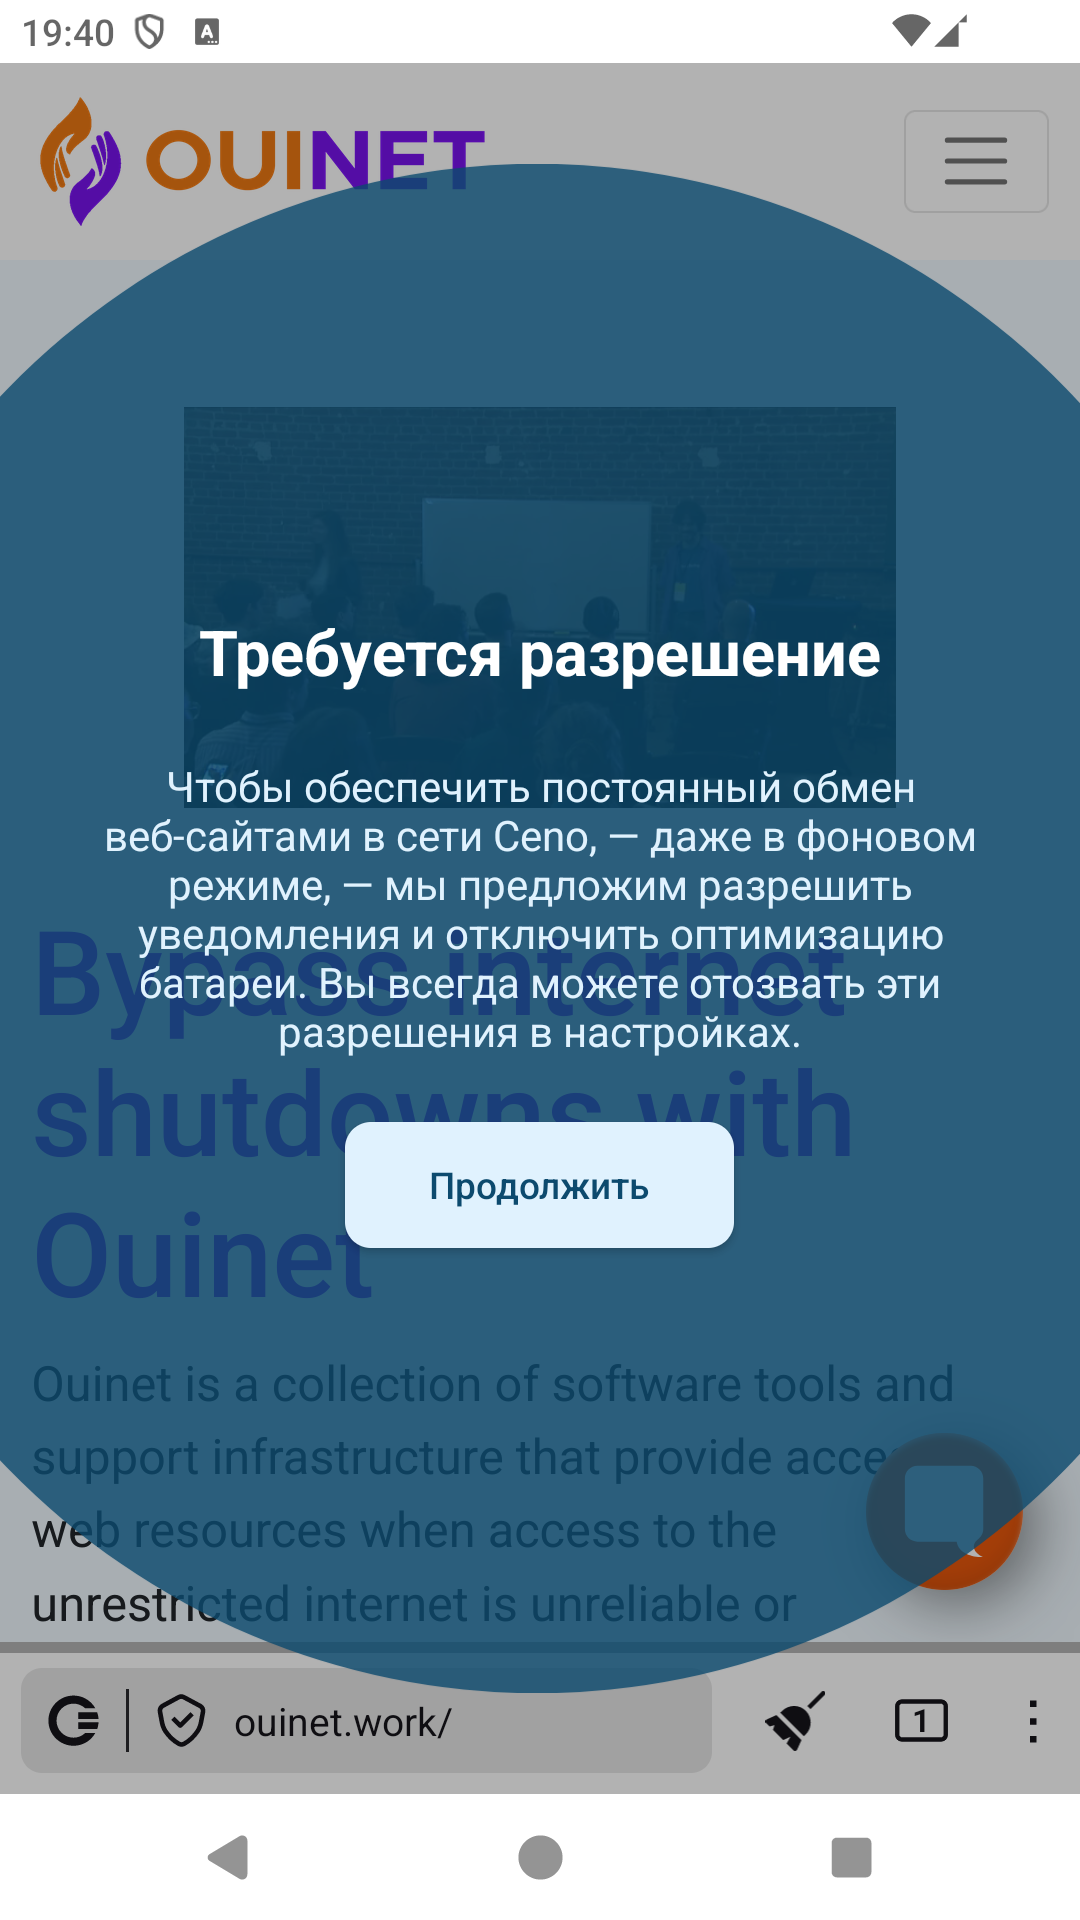 19:40
OUINET
Требуется разрешение
Чтобы обеспечить постоянный обмен
веб-сайтами в сети Ceno, — даже в фоновом
режиме, — мы предложим разрешить
уведомления и отключить оптимизацию
батареи. Вы всегда можете отозвать эти
разрешения в настройках.
Bypass internet
shutdowns with
Ouinet
Продолжить
Ouinet is a collection of software tools and
support infrastructure that provide acce
web resources when access to the
unrestricted internet is unreliable or
ouinet.work/
1